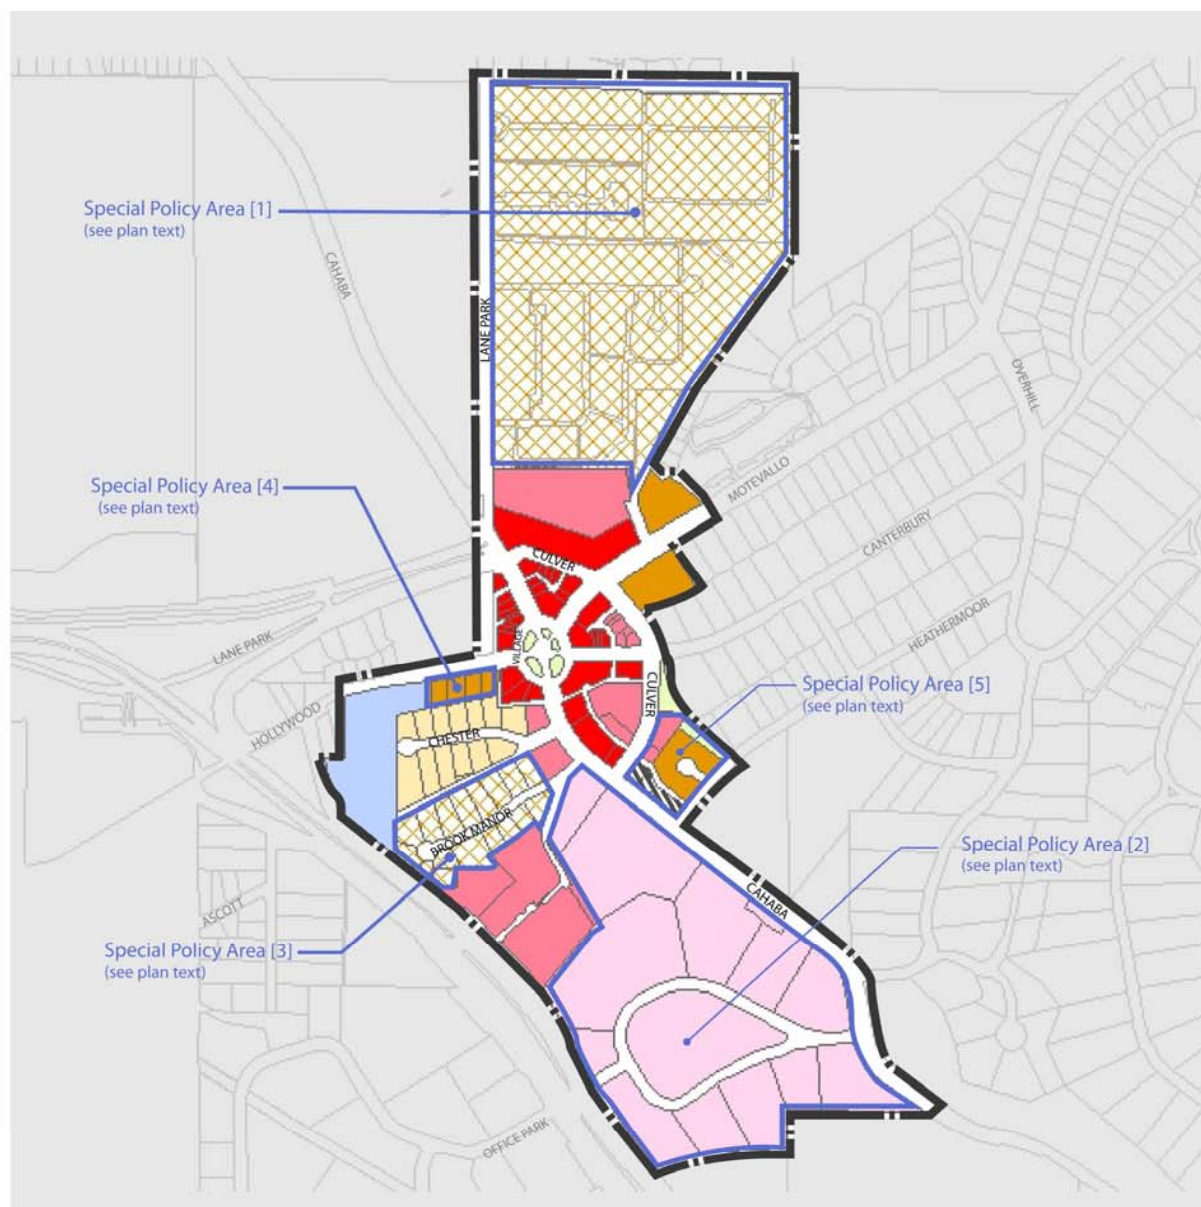 Special Policy Area [1]
(see plan text)
CAHABA
LANE PARK
OVERHILL
MOTEVALLO
Special Policy Area [4]
(see plan text)
CANTERBURY
CULVER
HEATHERMOOR
LANE PARK
VILLAGE
CULVER
Special Policy Area [5]
(see plan text)
HOLLYWOOD
CHESTER
BROOK MANOR
Special Policy Area [2]
(see plan text)
CAHABA
ASCOTT
Special Policy Area [3]
(see plan text)
OFFICE PARK